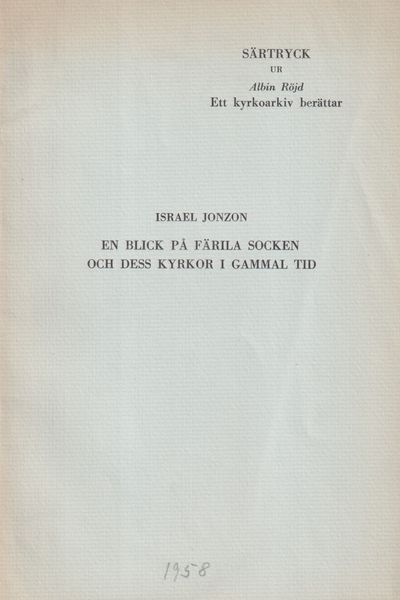 SÄRTRYCK
UR
Albin Röjd
Ett kyrkoarkiv berättar
ISRAEL JONZON
EN BLICK PÅ FÄRILA SOCKEN
OCH DESS KYRKOR I GAMMAL TID
1958